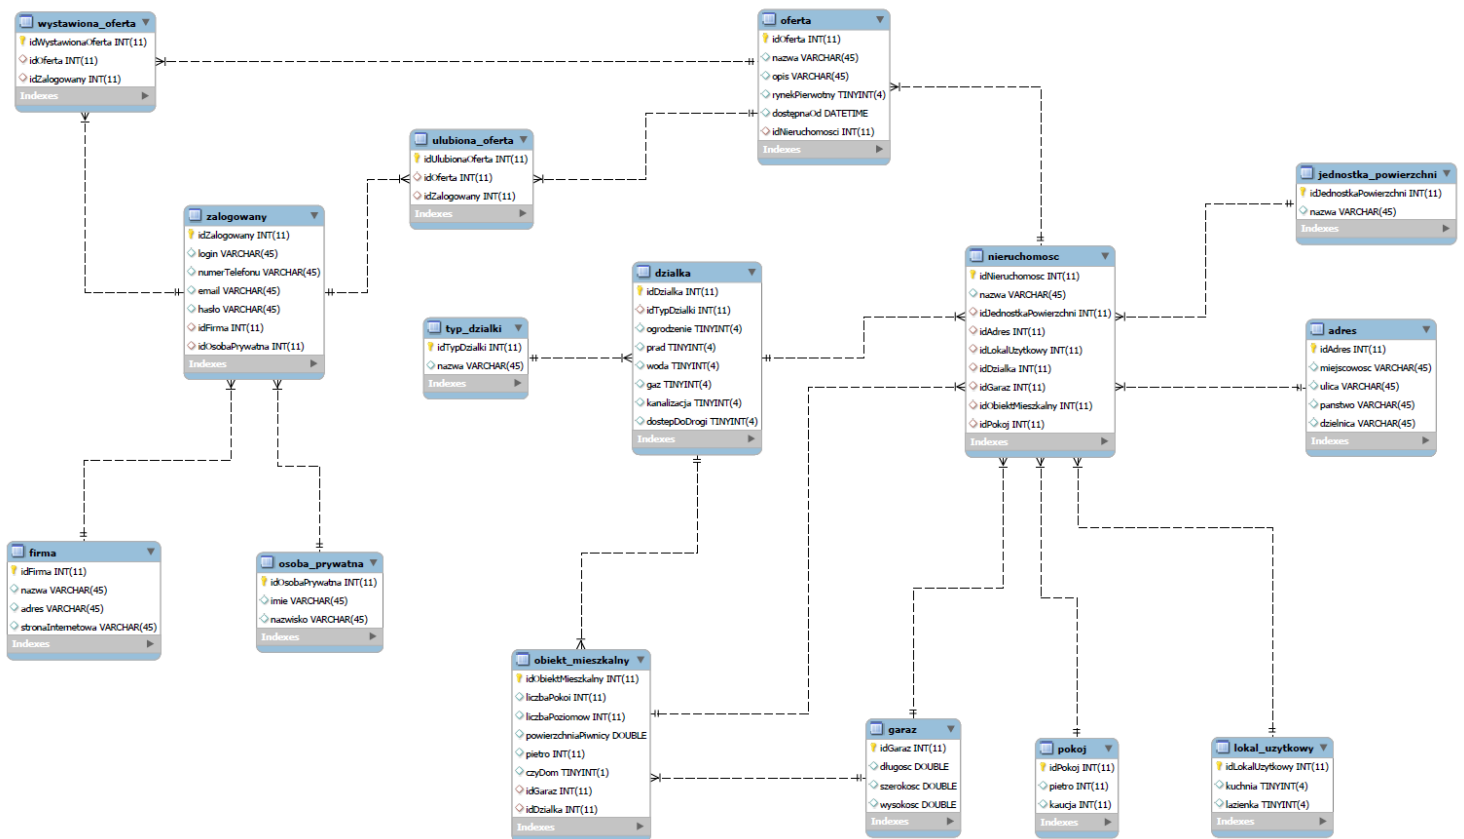 wystawiona_oferta
idWystawionaOferta INT(11)
idOferta INT(11)
idZalogowany INT(11)
Indexes
oferta
idOferta INT(11)
nazwa VARCHAR(45)
opis VARCHAR(45)
rynekPierwotny TINYINT(4)
dostępnaOd DATETIME
idNieruchomosci INT(11)
Indexes
ulubiona_oferta
idUlubionaOferta INT(11)
idOferta INT(11)
idZalogowany INT(11)
Indexes
jednostka_powierzchni
idJednostkaPowierzchni INT(11)
nazwa VARCHAR(45)
Indexes
zalogowany
idZalogowany INT(11)
login VARCHAR(45)
numerTelefonu VARCHAR(45)
email VARCHAR(45)
hasło VARCHAR(45)
idFirma INT(11)
idOsobaPrywatna INT(11)
Indexes
nieruchomosc
idNieruchomosc INT(11)
nazwa VARCHAR(45)
idJednostkaPowierzchni INT(11)
idAdres INT(11)
idLokalUzytkowy INT(11)
idDzialka INT(11)
idGaraz INT(11)
idObiektMieszkalny INT(11)
idPokoj INT(11)
Indexes
dzialka
idDzialka INT(11)
idTypDzialki INT(11)
ogrodzenie TINYINT(4)
prad TINYINT(4)
woda TINYINT(4)
gaz TINYINT(4)
kanalizacja TINYINT(4)
dostepDoDrogi TINYINT(4)
Indexes
typ_dzialki
idTypDzialki INT(11)
nazwa VARCHAR(45)
Indexes
adres
idAdres INT(11)
miejscowosc VARCHAR(45)
ulica VARCHAR(45)
panstwo VARCHAR(45)
dzielnica VARCHAR(45)
Indexes
firma
idFirma INT(11)
nazwa VARCHAR(45)
adres VARCHAR(45)
stronaInternetowa VARCHAR(45)
Indexes
osoba_prywatna
idOsobaPrywatna INT(11)
imie VARCHAR(45)
nazwisko VARCHAR(45)
Indexes
obiekt_mieszkalny
idObiektMieszkalny INT(11)
liczbaPokoi INT(11)
liczbaPoziomow INT(11)
powierzchniaPiwnicy DOUBLE
pietro INT(11)
czyDom TINYINT(1)
idGaraz INT(11)
idDzialka INT(11)
Indexes
garaz
idGaraz INT(11)
długosc DOUBLE
szerokosc DOUBLE
wysokosc DOUBLE
Indexes
pokoj
idPokoj INT(11)
pietro INT(11)
kaucja INT(11)
Indexes
lokal_uzytkowy
idLokalUzytkowy INT(11)
kuchnia TINYINT(4)
lazienka TINYINT(4)
Indexes